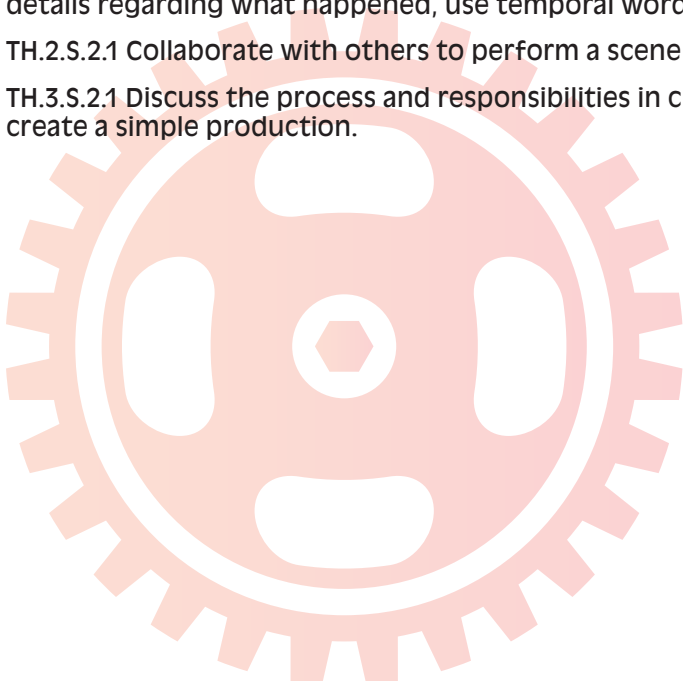 details regarding what happened, use temporal word
TH.2.S.2.1 Collaborate with others to perform a scene
TH.3.S.2.1 Discuss the process and responsibilities in c
create a simple production.